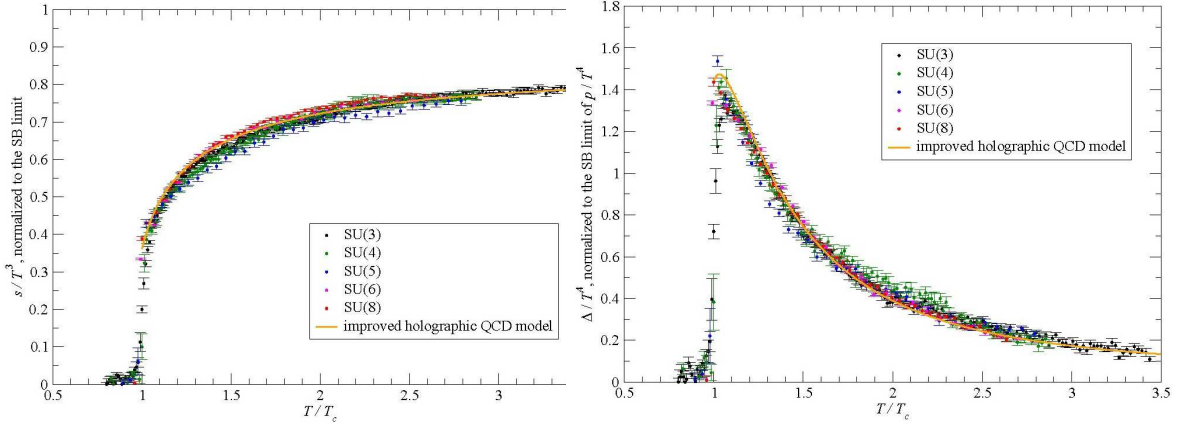 s / T^3, normalized to the SB limit
1
0.9
0.8
0.7
0.6
0.5
0.4
0.3
0.2
0.1
0
0.5
1
1.5
2
2.5
3
T / T_c
SU(3)
SU(4)
SU(5)
SU(6)
SU(8)
improved holographic QCD model
Δ / T^4, normalized to the SB limit of p / T^4
1.8
1.6
1.4
1.2
1
0.8
0.6
0.4
0.2
0
0.5
1
1.5
2
2.5
3
3.5
T / T_c
SU(3)
SU(4)
SU(5)
SU(6)
SU(8)
improved holographic QCD model